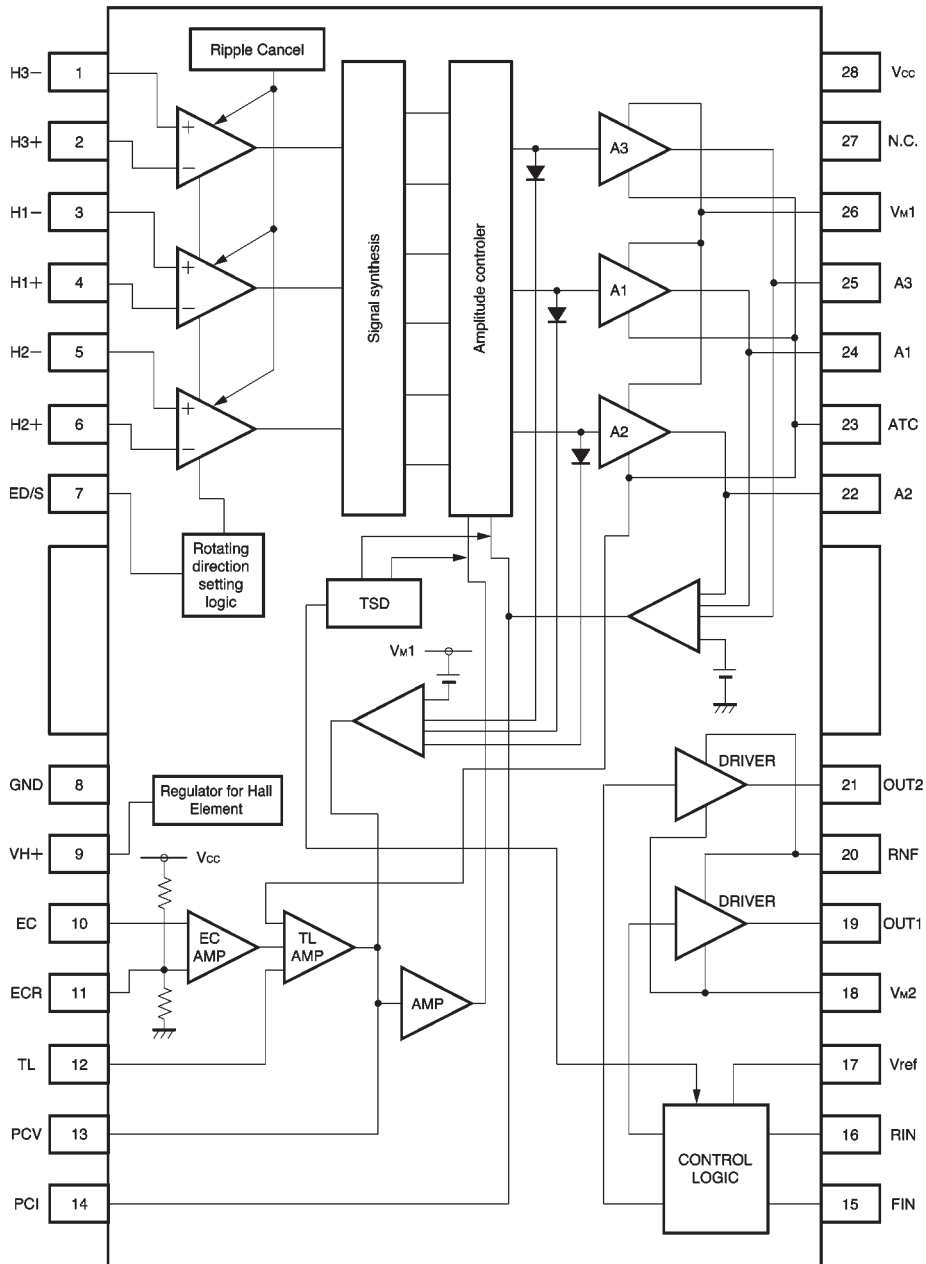 Ripple Cancel
H3− 1
H3+ 2
H1− 3
H1+ 4
H2− 5
H2+ 6
ED/S 7
+
−
+
−
+
−
Signal synthesis
Amplitude controler
A3
A1
A2
28 Vcc
27 N.C.
26 VM1
25 A3
24 A1
23 ATC
22 A2
Rotating
direction
setting
logic
TSD
VM1
GND 8
VH+ 9
EC 10
ECR 11
TL 12
PCV 13
PCI 14
Regulator for Hall
Element
Vcc
EC
AMP
TL
AMP
AMP
DRIVER
DRIVER
21 OUT2
20 RNF
19 OUT1
18 VM2
17 Vref
16 RIN
15 FIN
CONTROL
LOGIC